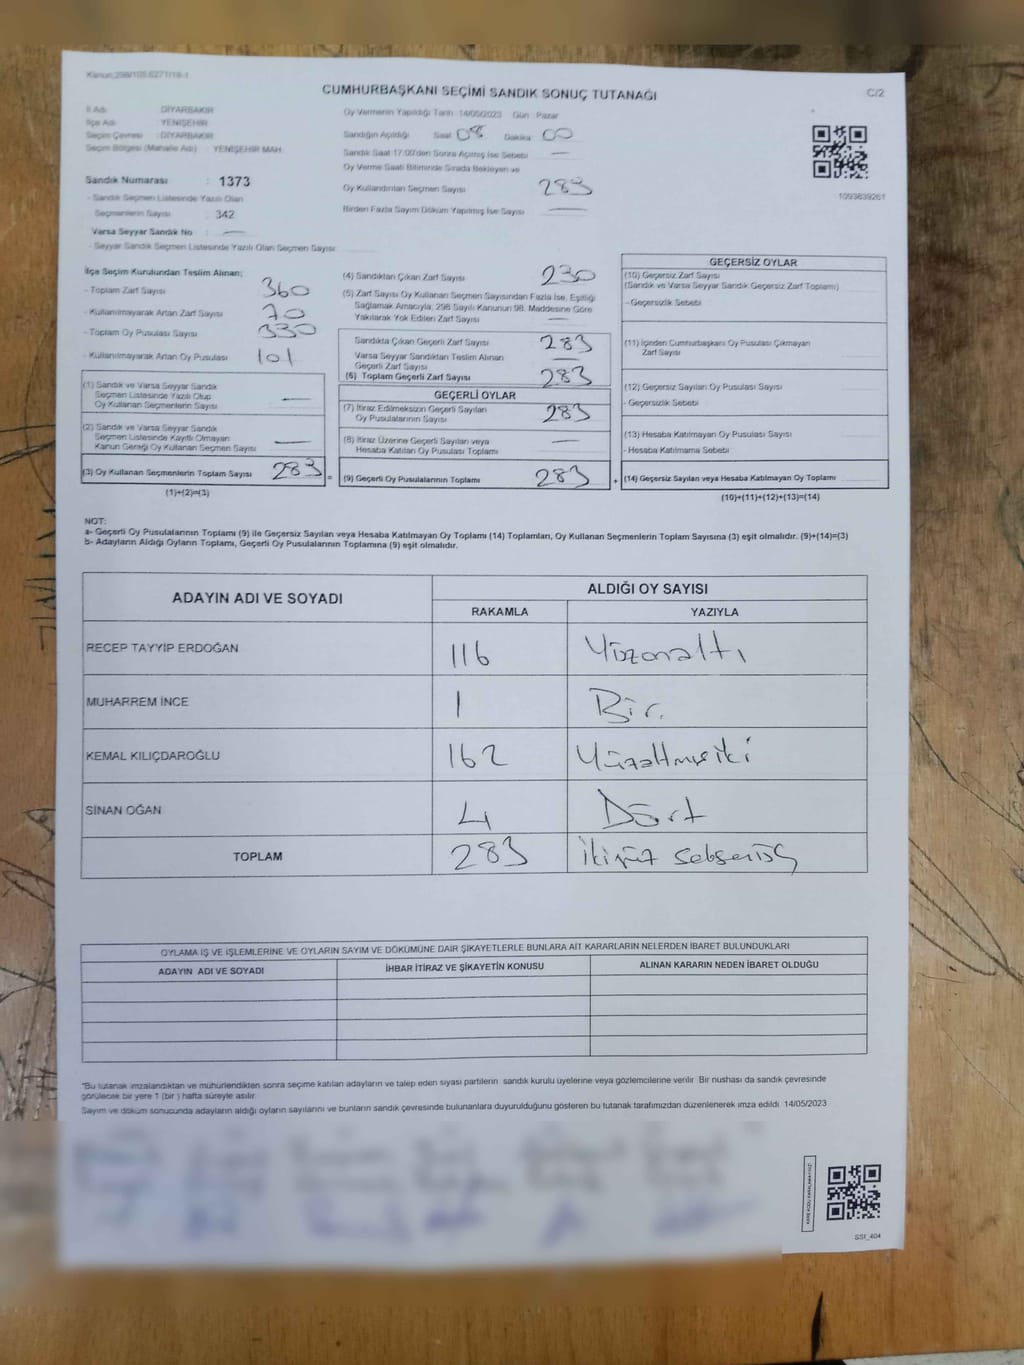 Kanun:298/105,6271/19-1
CUMHURBAŞKANI SEÇİMİ SANDIK SONUÇ TUTANAĞI
C/2
İl Adı : DİYARBAKIR
İlçe Adı : YENİŞEHİR
Seçim Çevresi : DİYARBAKIR
Seçim Bölgesi (Mahalle Adı) : YENİŞEHİR MAH.
Sandık Numarası : 1373
- Sandık Seçmen Listesinde Yazılı Olan
Seçmenlerin Sayısı : 342
Varsa Seyyar Sandık No : —
- Seyyar Sandık Seçmen Listesinde Yazılı Olan Seçmen Sayısı:
Oy Vermenin Yapıldığı Tarih :14/05/2023 Gün : Pazar
Sandığın Açıldığı Saat 08 Dakika 00
Sandık Saat 17:00'den Sonra Açılmış İse Sebebi —
Oy Verme Saati Bitiminde Sırada Bekleyen ve
Oy Kullandırılan Seçmen Sayısı 283
Birden Fazla Sayım Döküm Yapılmış İse Sayısı —
1093639261
İlçe Seçim Kurulundan Teslim Alınan;
- Toplam Zarf Sayısı 360
- Kullanılmayarak Artan Zarf Sayısı 70
- Toplam Oy Pusulası Sayısı 330
- Kullanılmayarak Artan Oy Pusulası 101
(1) Sandık ve Varsa Seyyar Sandık
Seçmen Listesinde Yazılı Olup
Oy Kullanan Seçmenlerin Sayısı —
(2) Sandık ve Varsa Seyyar Sandık
Seçmen Listesinde Kayıtlı Olmayan
Kanun Gereği Oy Kullanan Seçmen Sayısı —
(3) Oy Kullanan Seçmenlerin Toplam Sayısı 283 =
(1)+(2)=(3)
(4) Sandıktan Çıkan Zarf Sayısı 230
(5) Zarf Sayısı Oy Kullanan Seçmen Sayısından Fazla İse, Eşitliği
Sağlamak Amacıyla; 298 Sayılı Kanunun 98. Maddesine Göre
Yakılarak Yok Edilen Zarf Sayısı —
Sandıkta Çıkan Geçerli Zarf Sayısı 283
Varsa Seyyar Sandıktan Teslim Alınan
Geçerli Zarf Sayısı —
(6) Toplam Geçerli Zarf Sayısı 283
GEÇERLİ OYLAR
(7) İtiraz Edilmeksizin Geçerli Sayılan
Oy Pusulalarının Sayısı 283
(8) İtiraz Üzerine Geçerli Sayılan veya
Hesaba Katılan Oy Pusulası Toplamı —
(9) Geçerli Oy Pusulalarının Toplamı 283 +
GEÇERSİZ OYLAR
(10) Geçersiz Zarf Sayısı
(Sandık ve Varsa Seyyar Sandık Geçersiz Zarf Toplamı)
- Geçersizlik Sebebi
(11) İçinden Cumhurbaşkanı Oy Pusulası Çıkmayan
Zarf Sayısı
(12) Geçersiz Sayılan Oy Pusulası Sayısı
- Geçersizlik Sebebi
(13) Hesaba Katılmayan Oy Pusulası Sayısı
- Hesaba Katılmama Sebebi
(14) Geçersiz Sayılan veya Hesaba Katılmayan Oy Toplamı
(10)+(11)+(12)+(13)=(14)
NOT:
a- Geçerli Oy Pusulalarının Toplamı (9) ile Geçersiz Sayılan veya Hesaba Katılmayan Oy Toplamı (14) Toplamları, Oy Kullanan Seçmenlerin Toplam Sayısına (3) eşit olmalıdır. (9)+(14)=(3)
b- Adayların Aldığı Oyların Toplamı, Geçerli Oy Pusulalarının Toplamına (9) eşit olmalıdır.
ADAYIN ADI VE SOYADI
ALDIĞI OY SAYISI
RAKAMLA YAZIYLA
RECEP TAYYİP ERDOĞAN 116 Yüzonaltı
MUHARREM İNCE 1 Bir.
KEMAL KILIÇDAROĞLU 162 Yüzaltmışiki
SİNAN OĞAN 4 Dört
TOPLAM 283 İkiyüz seksenüç
OYLAMA İŞ VE İŞLEMLERİNE VE OYLARIN SAYIM VE DÖKÜMÜNE DAİR ŞİKAYETLERLE BUNLARA AİT KARARLARIN NELERDEN İBARET BULUNDUKLARI
ADAYIN ADI VE SOYADI İHBAR İTİRAZ VE ŞİKAYETİN KONUSU ALINAN KARARIN NEDEN İBARET OLDUĞU
*Bu tutanak imzalandıktan ve mühürlendikten sonra seçime katılan adayların ve talep eden siyasi partilerin sandık kurulu üyelerine veya gözlemcilerine verilir. Bir nushası da sandık çevresinde
görülecek bir yere 1 (bir ) hafta süreyle asılır.
Sayım ve döküm sonucunda adayların aldığı oyların sayılarını ve bunların sandık çevresinde bulunanlara duyurulduğunu gösteren bu tutanak tarafımızdan düzenlenerek imza edildi. 14/05/2023
SSİ_404